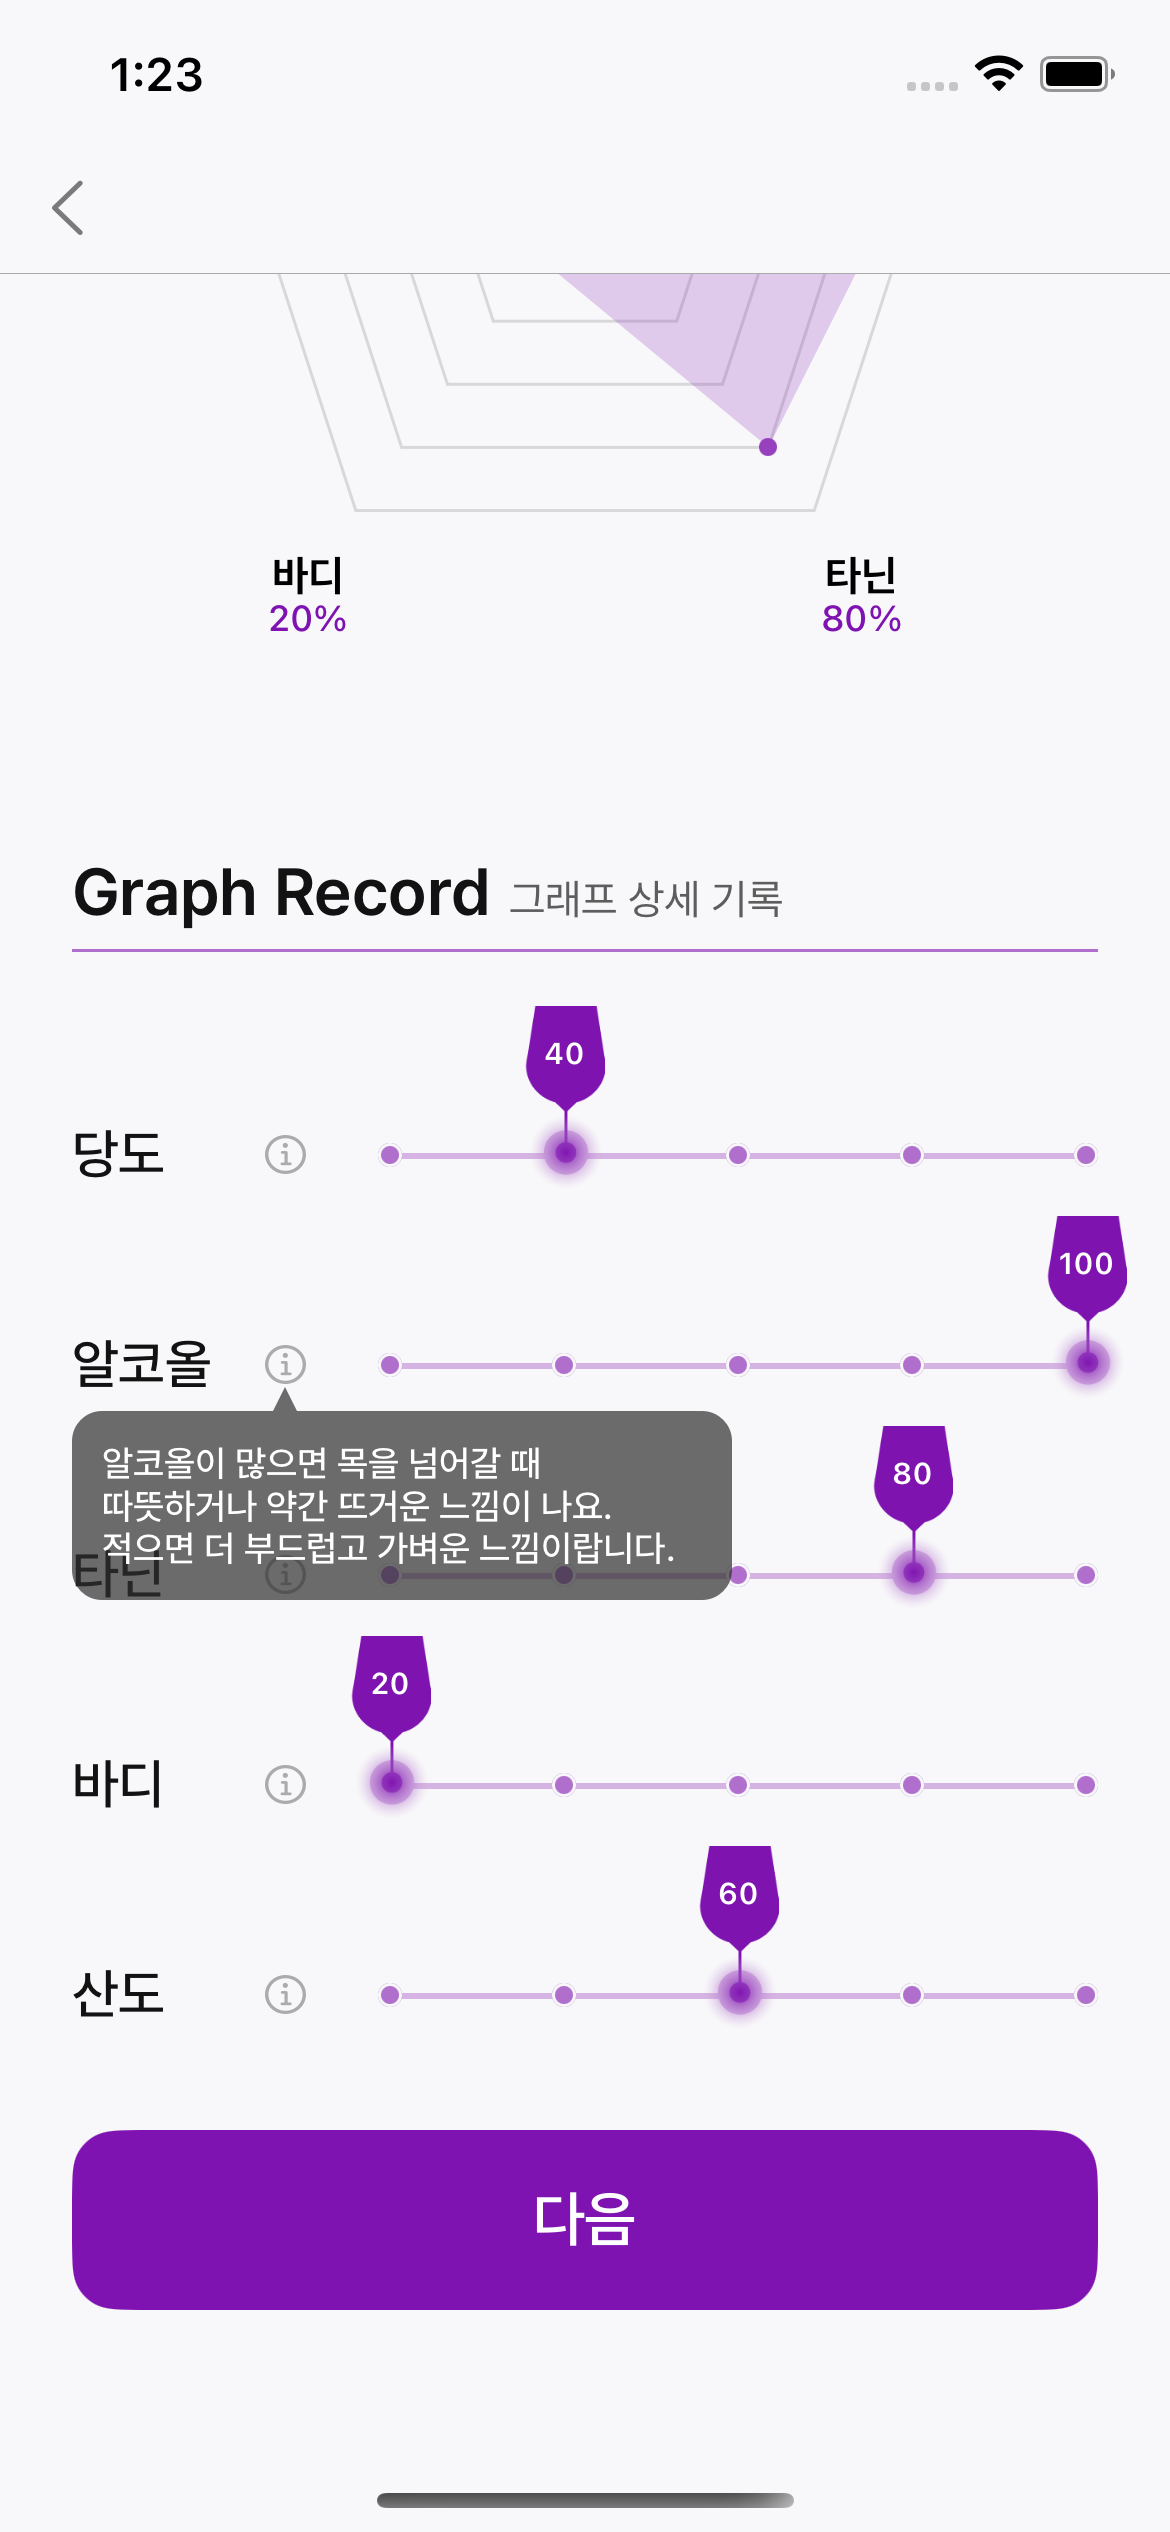 1:23
바디
20%
타닌
80%
Graph Record 그래프 상세 기록
40
당도
100
알코올
알코올이 많으면 목을 넘어갈 때
따뜻하거나 약간 뜨거운 느낌이 나요.
적으면 더 부드럽고 가벼운 느낌이랍니다.
80
타닌
20
바디
60
산도
다음